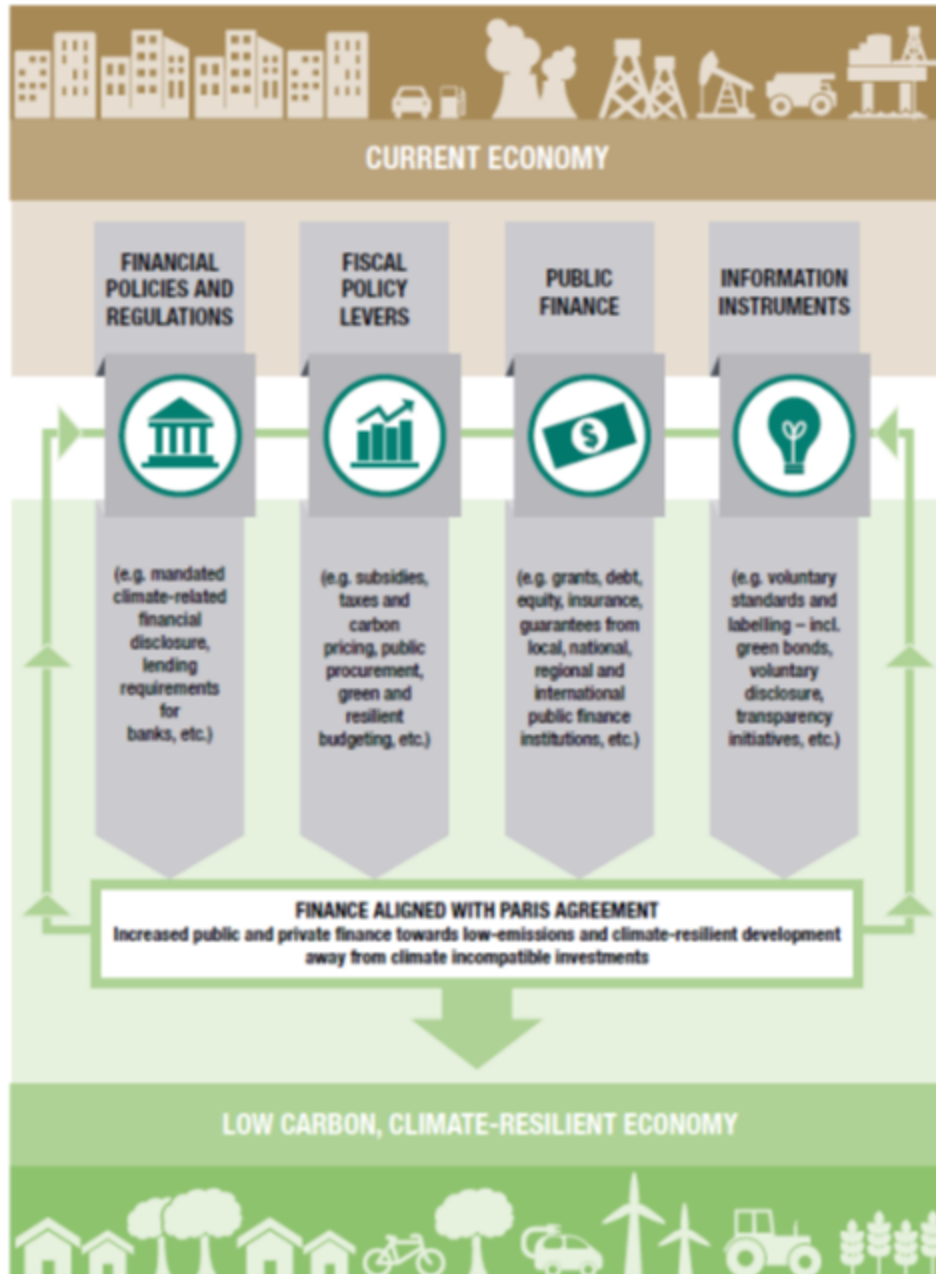 CURRENT ECONOMY
FINANCIAL
POLICIES AND
REGULATIONS
(e.g. mandated
climate-related
financial
disclosure,
lending
requirements
for
banks, etc.)
FISCAL
POLICY
LEVERS
(e.g. subsidies,
taxes and
carbon
pricing, public
procurement,
green and
resilient
budgeting, etc.)
PUBLIC
FINANCE
$
(e.g. grants, debt,
equity, insurance,
guarantees from
local, national,
regional and
international
public finance
institutions, etc.)
INFORMATION
INSTRUMENTS
(e.g. voluntary
standards and
labelling – incl.
green bonds,
voluntary
disclosure,
transparency
initiatives, etc.)
FINANCE ALIGNED WITH PARIS AGREEMENT
Increased public and private finance towards low-emissions and climate-resilient development
away from climate incompatible investments
LOW CARBON, CLIMATE-RESILIENT ECONOMY